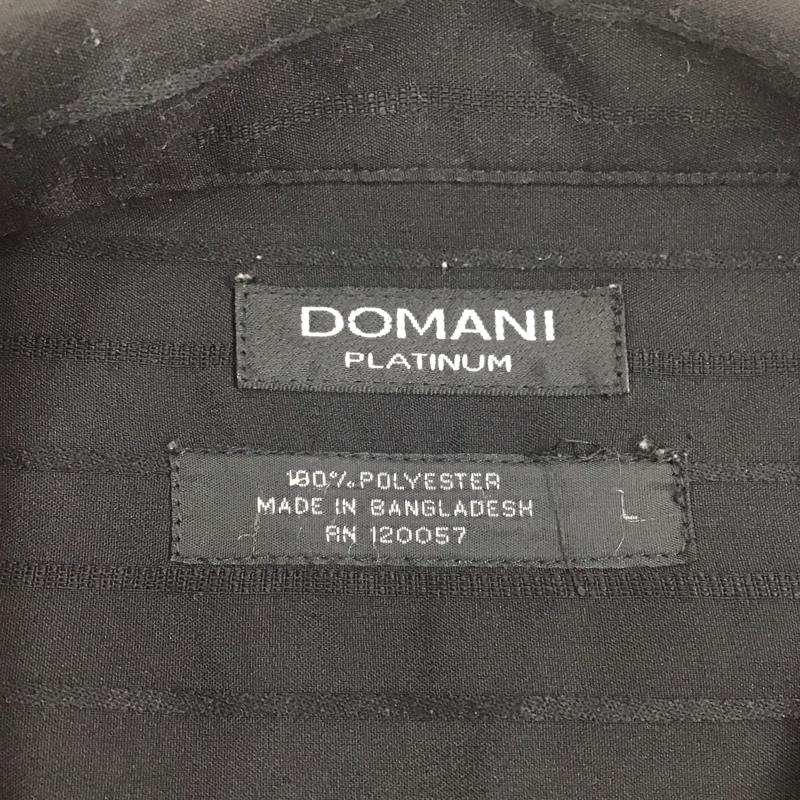 DOMANI
PLATINUM
100% POLYESTER
MADE IN BANGLADESH
RN 120057
L